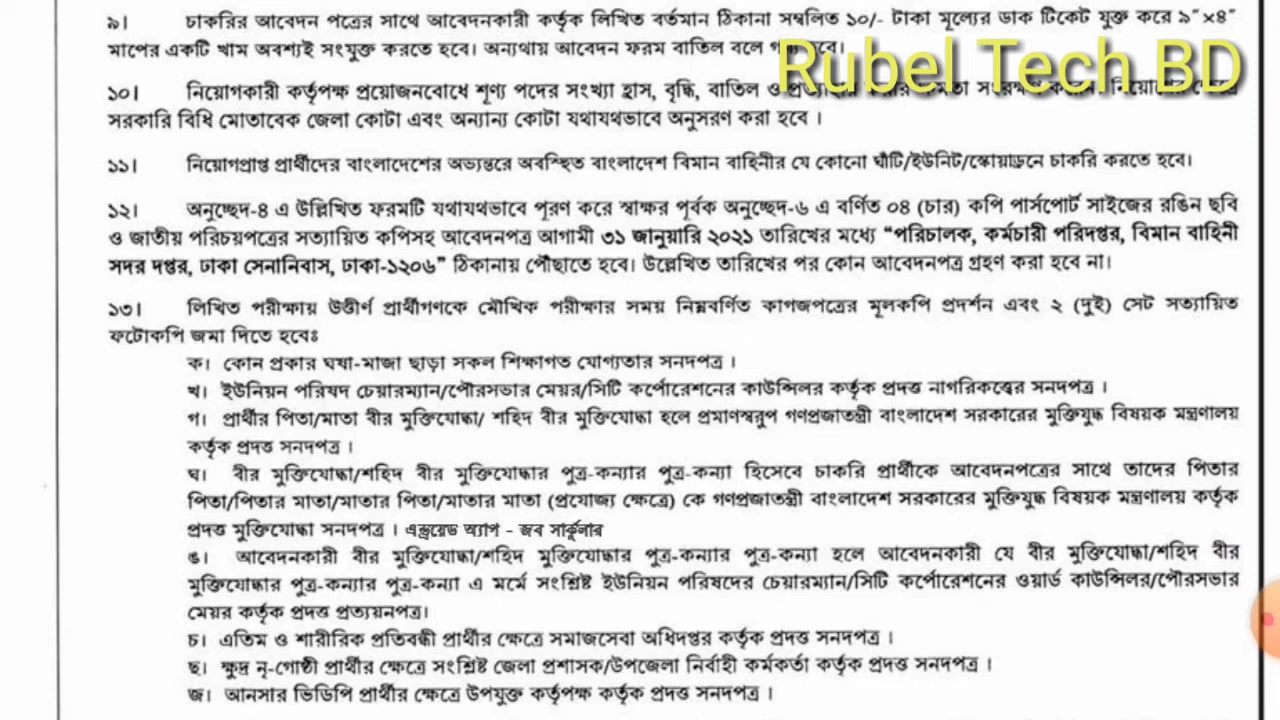 ৯। চাকরির আবেদন পত্রের সাথে আবেদনকারী কর্তৃক লিখিত বর্তমান ঠিকানা সম্বলিত ১০/- টাকা মূল্যের ডাক টিকেট যুক্ত করে ৯˝×৪˝
মাপের একটি খাম অবশ্যই সংযুক্ত করতে হবে। অন্যথায় আবেদন ফরম বাতিল বলে হবে।
Rubel Tech BD
১০। নিয়োগকারী কর্তৃপক্ষ প্রয়োজনবোধে শূণ্য পদের সংখ্যা হ্রাস, বৃদ্ধি, বাতিল ও
সরকারি বিধি মোতাবেক জেলা কোটা এবং অন্যান্য কোটা যথাযথভাবে অনুসরণ করা হবে ।
১১। নিয়োগপ্রাপ্ত প্রার্থীদের বাংলাদেশের অভ্যন্তরে অবস্থিত বাংলাদেশ বিমান বাহিনীর যে কোনো ঘাঁটি/ইউনিট/স্কোয়াড্রনে চাকরি করতে হবে।
১২। অনুচ্ছেদ-৪ এ উল্লিখিত ফরমটি যথাযথভাবে পূরণ করে স্বাক্ষর পূর্বক অনুচ্ছেদ-৬ এ বর্ণিত ০৪ (চার) কপি পার্সপোর্ট সাইজের রঙিন ছবি
ও জাতীয় পরিচয়পত্রের সত্যায়িত কপিসহ আবেদনপত্র আগামী ৩১ জানুয়ারি ২০২১ তারিখের মধ্যে “পরিচালক, কর্মচারী পরিদপ্তর, বিমান বাহিনী
সদর দপ্তর, ঢাকা সেনানিবাস, ঢাকা-১২০৬” ঠিকানায় পৌঁছাতে হবে। উল্লেখিত তারিখের পর কোন আবেদনপত্র গ্রহণ করা হবে না।
১৩। লিখিত পরীক্ষায় উত্তীর্ণ প্রার্থীগণকে মৌখিক পরীক্ষার সময় নিম্নবর্ণিত কাগজপত্রের মূলকপি প্রদর্শন এবং ২ (দুই) সেট সত্যায়িত
ফটোকপি জমা দিতে হবেঃ
ক। কোন প্রকার ঘষা-মাজা ছাড়া সকল শিক্ষাগত যোগ্যতার সনদপত্র ।
খ। ইউনিয়ন পরিষদ চেয়ারম্যান/পৌরসভার মেয়র/সিটি কর্পোরেশনের কাউন্সিলর কর্তৃক প্রদত্ত নাগরিকত্বের সনদপত্র ।
গ। প্রার্থীর পিতা/মাতা বীর মুক্তিযোদ্ধা/ শহিদ বীর মুক্তিযোদ্ধা হলে প্রমাণস্বরুপ গণপ্রজাতন্ত্রী বাংলাদেশ সরকারের মুক্তিযুদ্ধ বিষয়ক মন্ত্রণালয়
কর্তৃক প্রদত্ত সনদপত্র ।
ঘ। বীর মুক্তিযোদ্ধা/শহিদ বীর মুক্তিযোদ্ধার পুত্র-কন্যার পুত্র-কন্যা হিসেবে চাকরি প্রার্থীকে আবেদনপত্রের সাথে তাদের পিতার
পিতা/পিতার মাতা/মাতার পিতা/মাতার মাতা (প্রযোজ্য ক্ষেত্রে) কে গণপ্রজাতন্ত্রী বাংলাদেশ সরকারের মুক্তিযুদ্ধ বিষয়ক মন্ত্রণালয় কর্তৃক
প্রদত্ত মুক্তিযোদ্ধা সনদপত্র । এন্ড্রয়েড অ্যাপ - জব সার্কুলার
ঙ। আবেদনকারী বীর মুক্তিযোদ্ধা/শহিদ মুক্তিযোদ্ধার পুত্র-কন্যার পুত্র-কন্যা হলে আবেদনকারী যে বীর মুক্তিযোদ্ধা/শহিদ বীর
মুক্তিযোদ্ধার পুত্র-কন্যার পুত্র-কন্যা এ মর্মে সংশ্লিষ্ট ইউনিয়ন পরিষদের চেয়ারম্যান/সিটি কর্পোরেশনের ওয়ার্ড কাউন্সিলর/পৌরসভার
মেয়র কর্তৃক প্রদত্ত প্রত্যয়নপত্র।
চ। এতিম ও শারীরিক প্রতিবন্ধী প্রার্থীর ক্ষেত্রে সমাজসেবা অধিদপ্তর কর্তৃক প্রদত্ত সনদপত্র ।
ছ। ক্ষুদ্র নৃ-গোষ্ঠী প্রার্থীর ক্ষেত্রে সংশ্লিষ্ট জেলা প্রশাসক/উপজেলা নির্বাহী কর্মকর্তা কর্তৃক প্রদত্ত সনদপত্র ।
জ। আনসার ভিডিপি প্রার্থীর ক্ষেত্রে উপযুক্ত কর্তৃপক্ষ কর্তৃক প্রদত্ত সনদপত্র ।